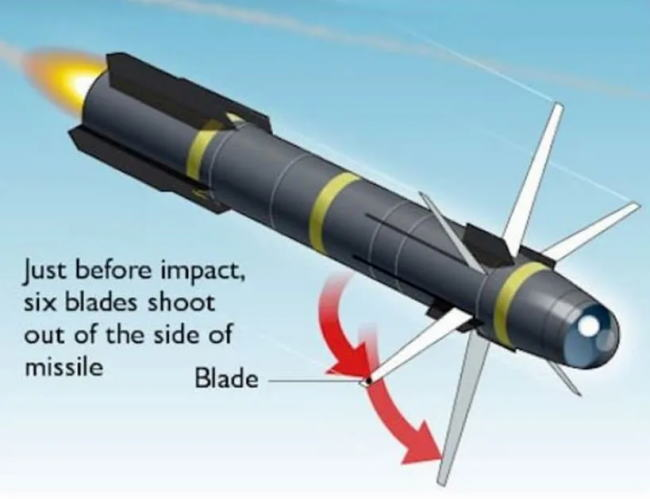 Just before impact,
six blades shoot
out of the side of
missile
Blade